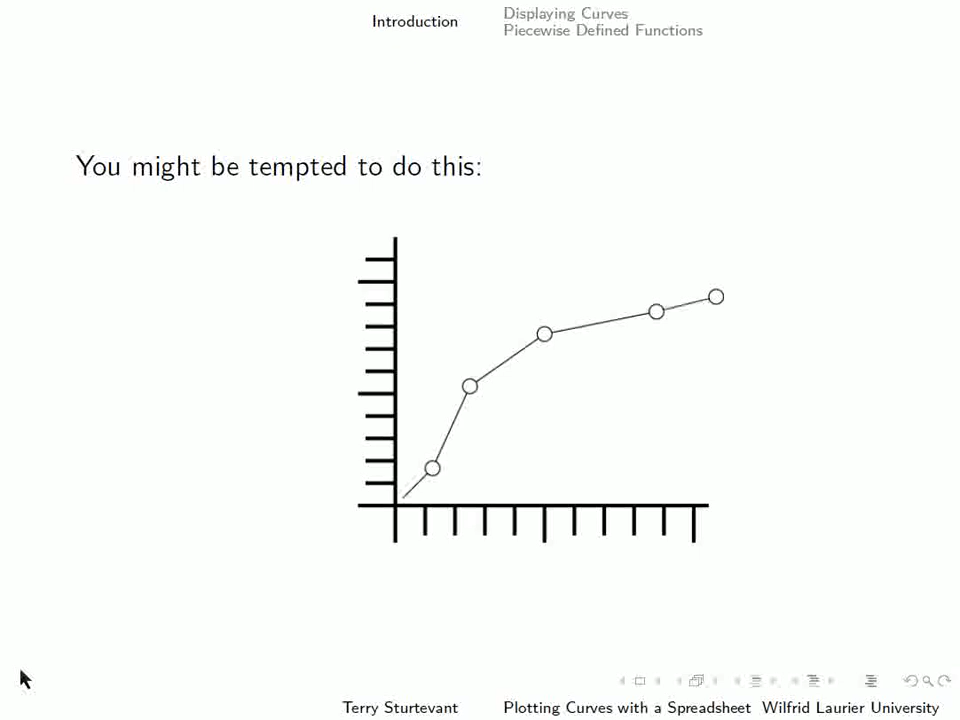 Introduction
Displaying Curves
Piecewise Defined Functions
You might be tempted to do this:
Terry Sturtevant Plotting Curves with a Spreadsheet Wilfrid Laurier University